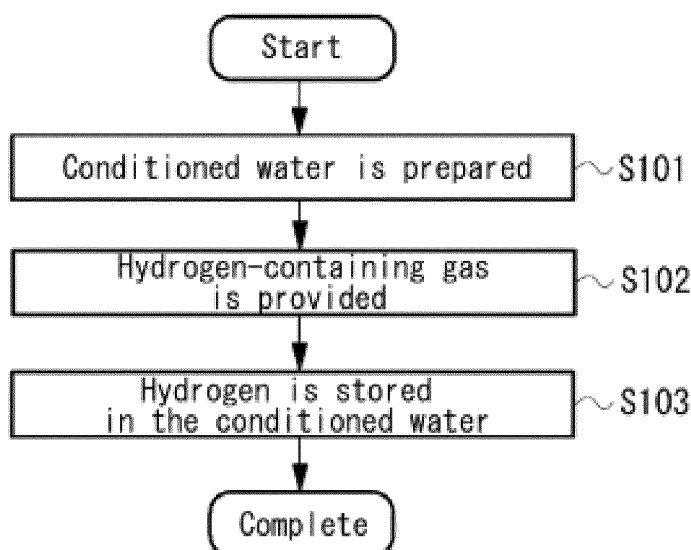 Start
Conditioned water is prepared
S101
Hydrogen-containing gas
is provided
S102
Hydrogen is stored
in the conditioned water
S103
Complete